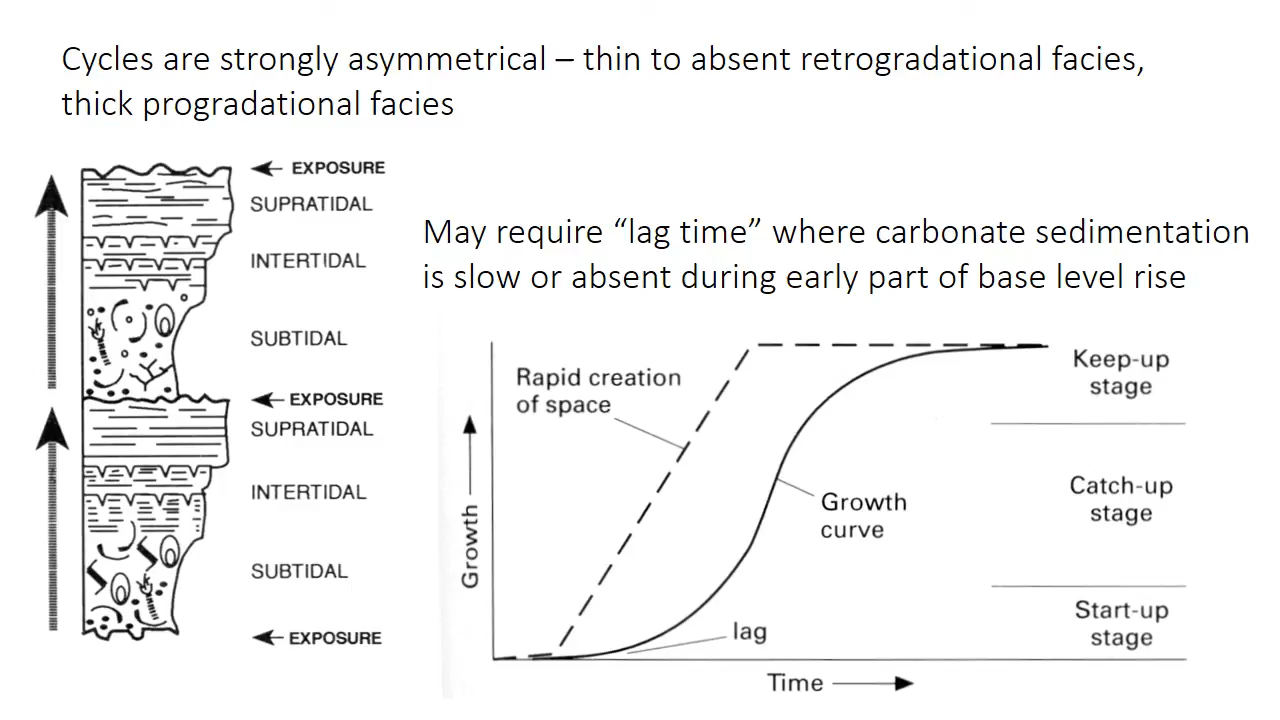 Cycles are strongly asymmetrical – thin to absent retrogradational facies,
thick progradational facies
EXPOSURE
SUPRATIDAL
INTERTIDAL
SUBTIDAL
EXPOSURE
SUPRATIDAL
INTERTIDAL
SUBTIDAL
EXPOSURE
May require “lag time” where carbonate sedimentation
is slow or absent during early part of base level rise
Rapid creation
of space
Growth
curve
lag
Growth
Time
Keep-up
stage
Catch-up
stage
Start-up
stage